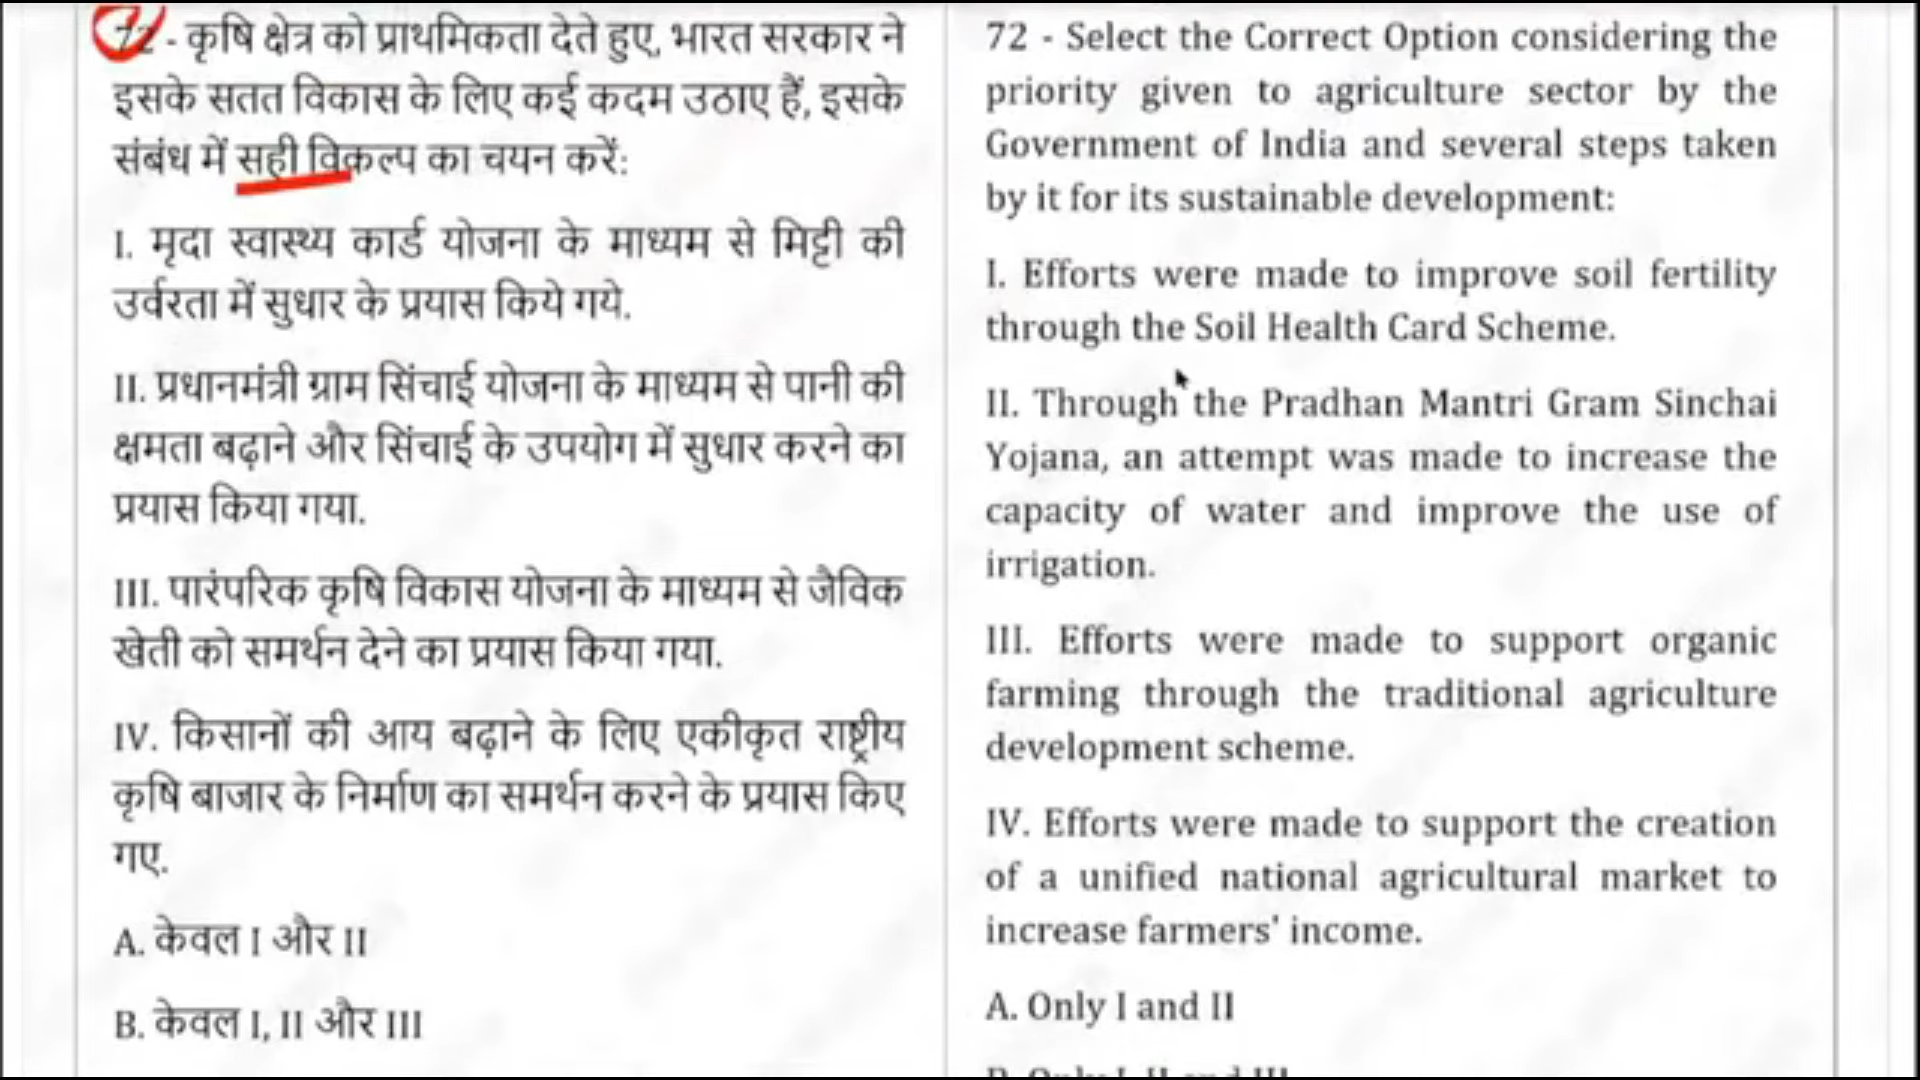 72 - कृषि क्षेत्र को प्राथमिकता देते हुए, भारत सरकार ने
इसके सतत विकास के लिए कई कदम उठाए हैं, इसके
संबंध में सही विकल्प का चयन करें:
I. मृदा स्वास्थ्य कार्ड योजना के माध्यम से मिट्टी की
उर्वरता में सुधार के प्रयास किये गये.
II. प्रधानमंत्री ग्राम सिंचाई योजना के माध्यम से पानी की
क्षमता बढ़ाने और सिंचाई के उपयोग में सुधार करने का
प्रयास किया गया.
III. पारंपरिक कृषि विकास योजना के माध्यम से जैविक
खेती को समर्थन देने का प्रयास किया गया.
IV. किसानों की आय बढ़ाने के लिए एकीकृत राष्ट्रीय
कृषि बाजार के निर्माण का समर्थन करने के प्रयास किए
गए.
A. केवल I और II
B. केवल I, II और III
72 - Select the Correct Option considering the
priority given to agriculture sector by the
Government of India and several steps taken
by it for its sustainable development:
I. Efforts were made to improve soil fertility
through the Soil Health Card Scheme.
II. Through the Pradhan Mantri Gram Sinchai
Yojana, an attempt was made to increase the
capacity of water and improve the use of
irrigation.
III. Efforts were made to support organic
farming through the traditional agriculture
development scheme.
IV. Efforts were made to support the creation
of a unified national agricultural market to
increase farmers' income.
A. Only I and II
B. Only I, II and III